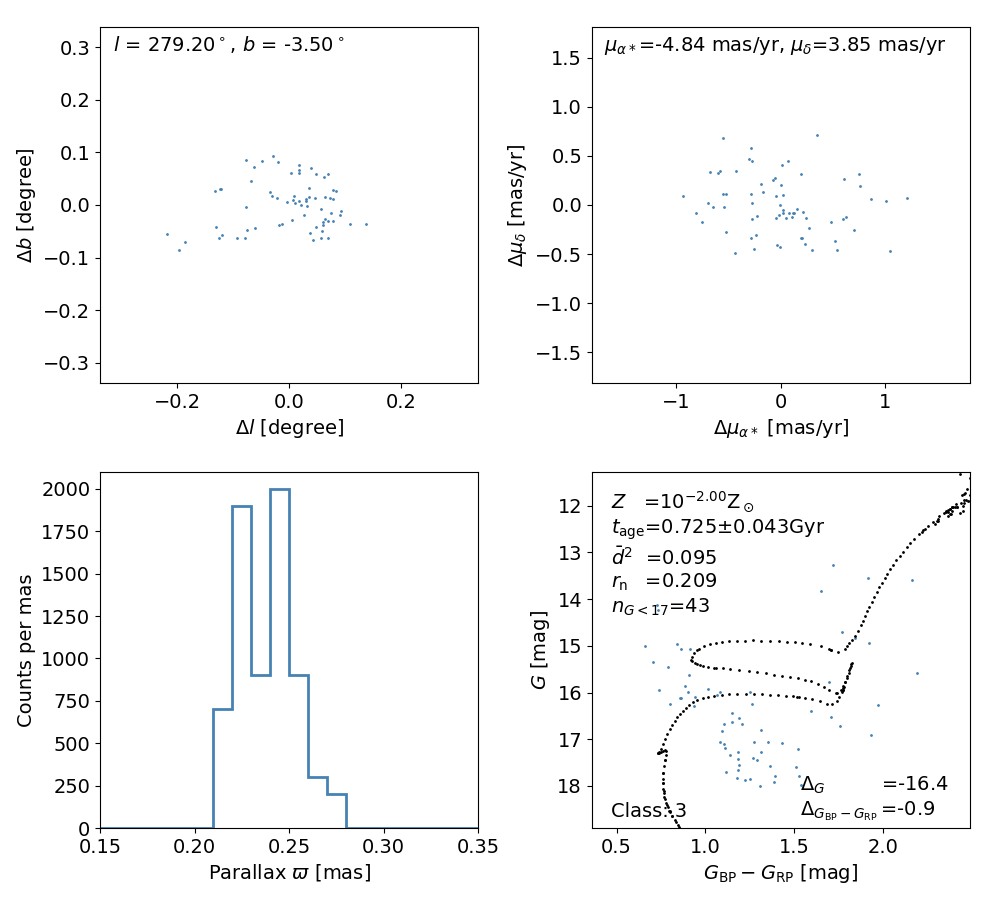 l = 279.20°, b = -3.50°
0.3
0.2
0.1
0.0
−0.1
−0.2
−0.3
Δb [degree]
−0.2 0.0 0.2
Δl [degree]
μα*=-4.84 mas/yr, μδ=3.85 mas/yr
1.5
1.0
0.5
0.0
−0.5
−1.0
−1.5
Δμδ [mas/yr]
−1 0 1
Δμα* [mas/yr]
2000
1750
1500
1250
1000
750
500
250
0
Counts per mas
0.15 0.20 0.25 0.30 0.35
Parallax ϖ [mas]
Z =10^−2.00Z⊙
t_age=0.725±0.043Gyr
d̄² =0.095
r_n =0.209
n_G<17=43
12
13
14
15
16
17
18
G [mag]
Δ_G =-16.4
Δ_GBP−GRP =-0.9
Class: 3
0.5 1.0 1.5 2.0
G_BP − G_RP [mag]